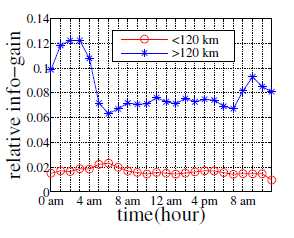 <120 km
>120 km
0.14
0.12
0.1
0.08
0.06
0.04
0.02
0
relative info-gain
0 am 4 am 8 am 12 am 4 pm 8 am
time(hour)